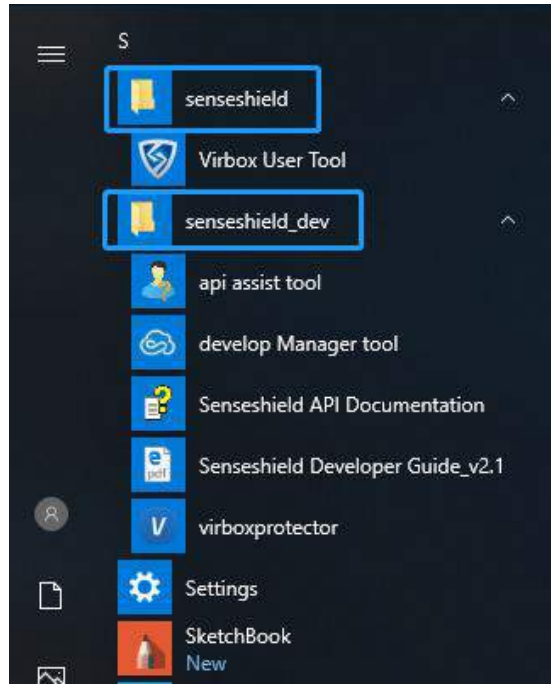 S
senseshield
Virbox User Tool
senseshield_dev
api assist tool
develop Manager tool
Senseshield API Documentation
Senseshield Developer Guide_v2.1
virboxprotector
Settings
SketchBook
New